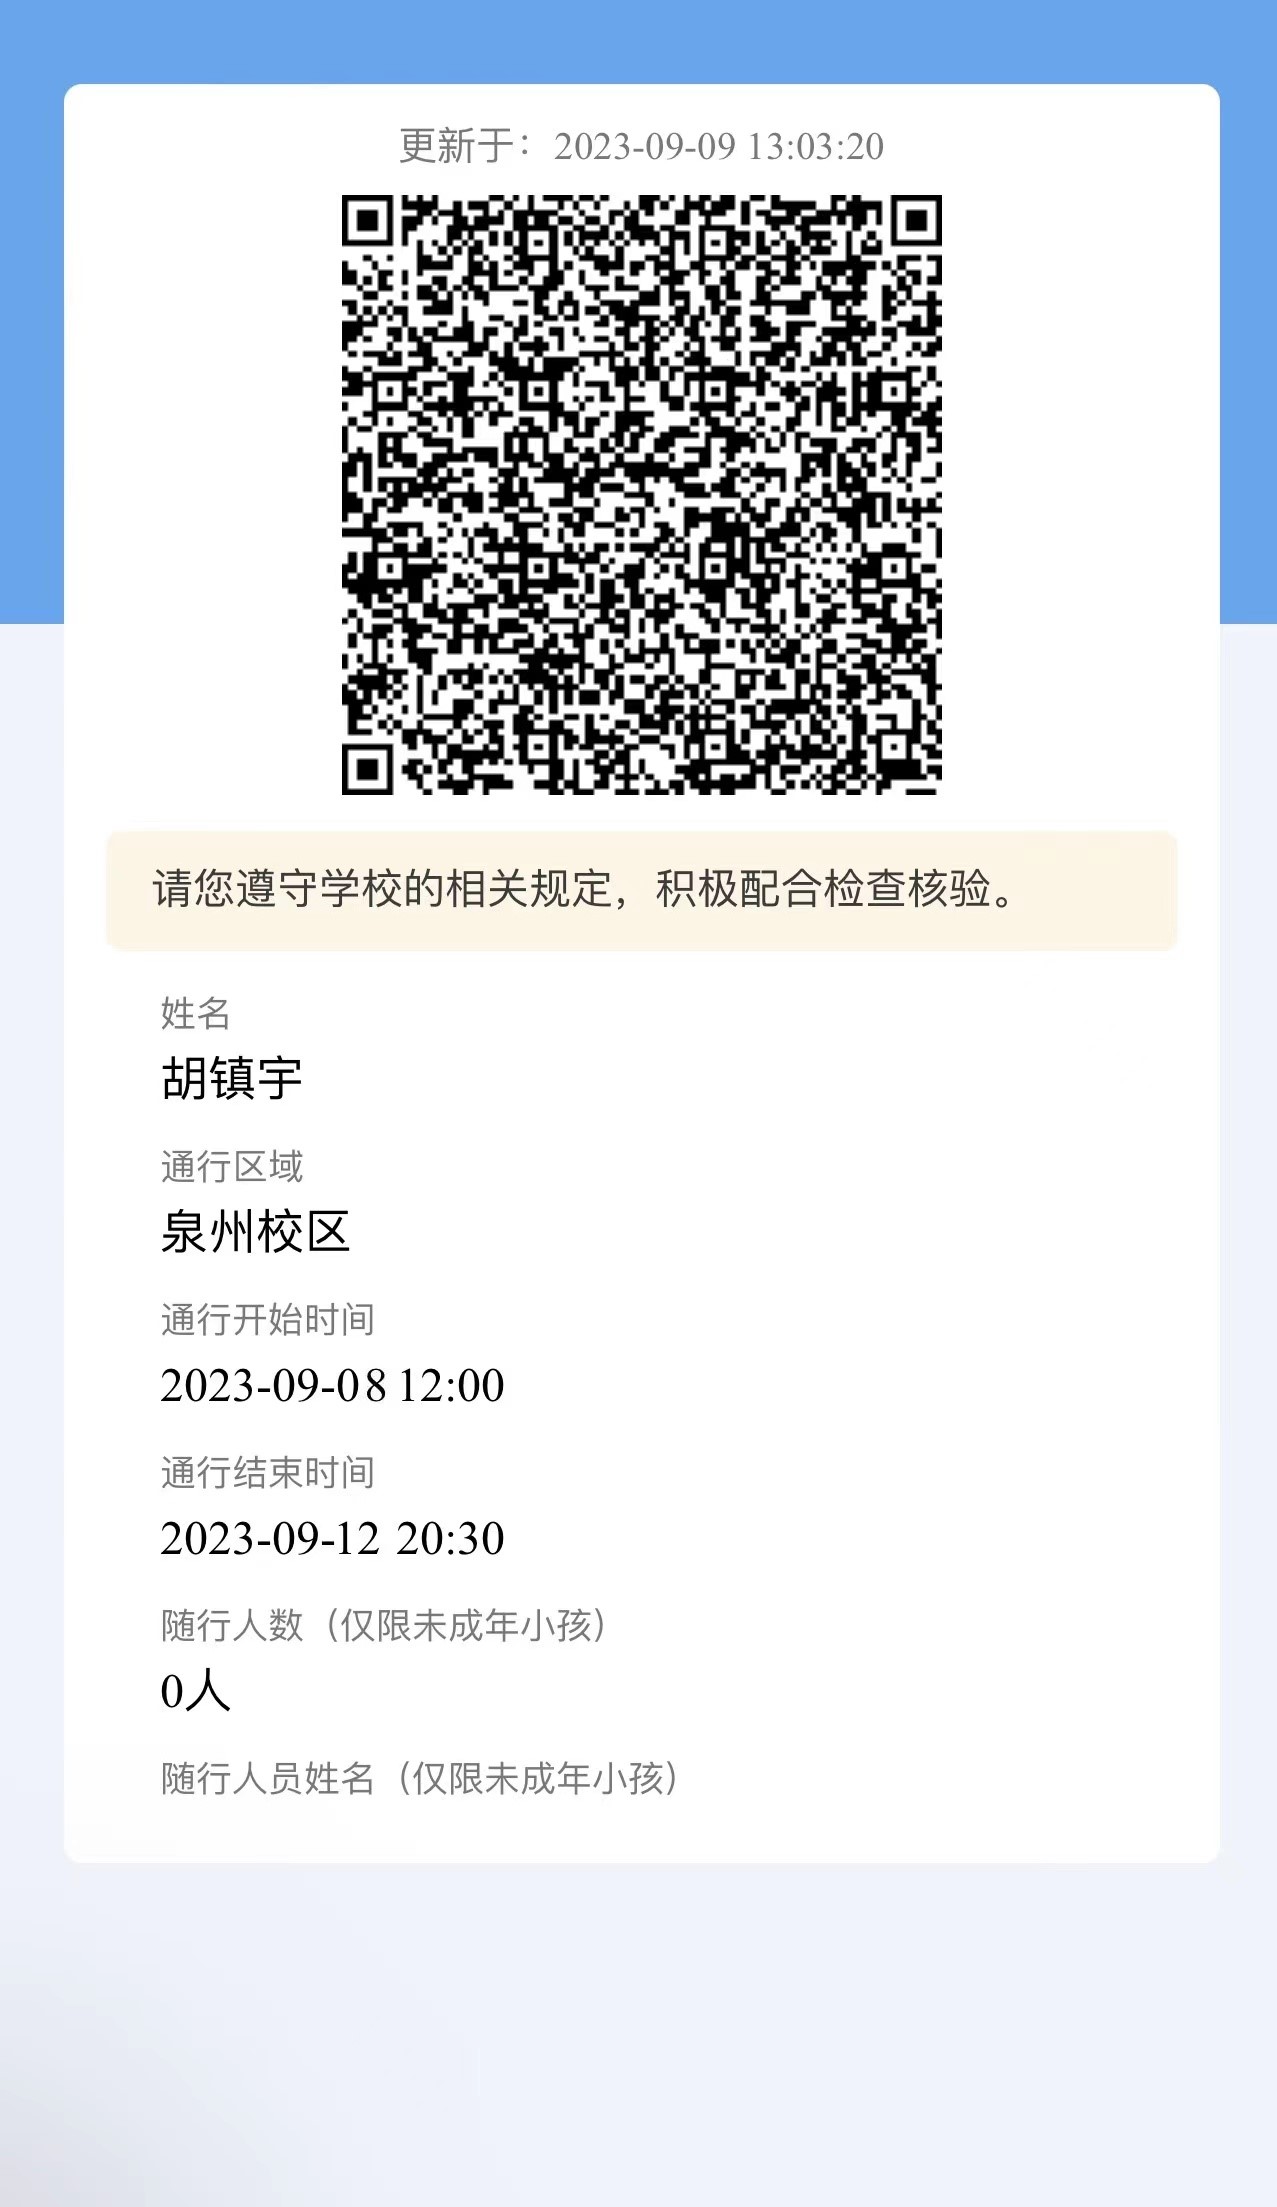 更新于：2023-09-09 13:03:20
请您遵守学校的相关规定，积极配合检查核验。
姓名
胡镇宇
通行区域
泉州校区
通行开始时间
2023-09-08 12:00
通行结束时间
2023-09-12 20:30
随行人数（仅限未成年小孩）
0人
随行人员姓名（仅限未成年小孩）